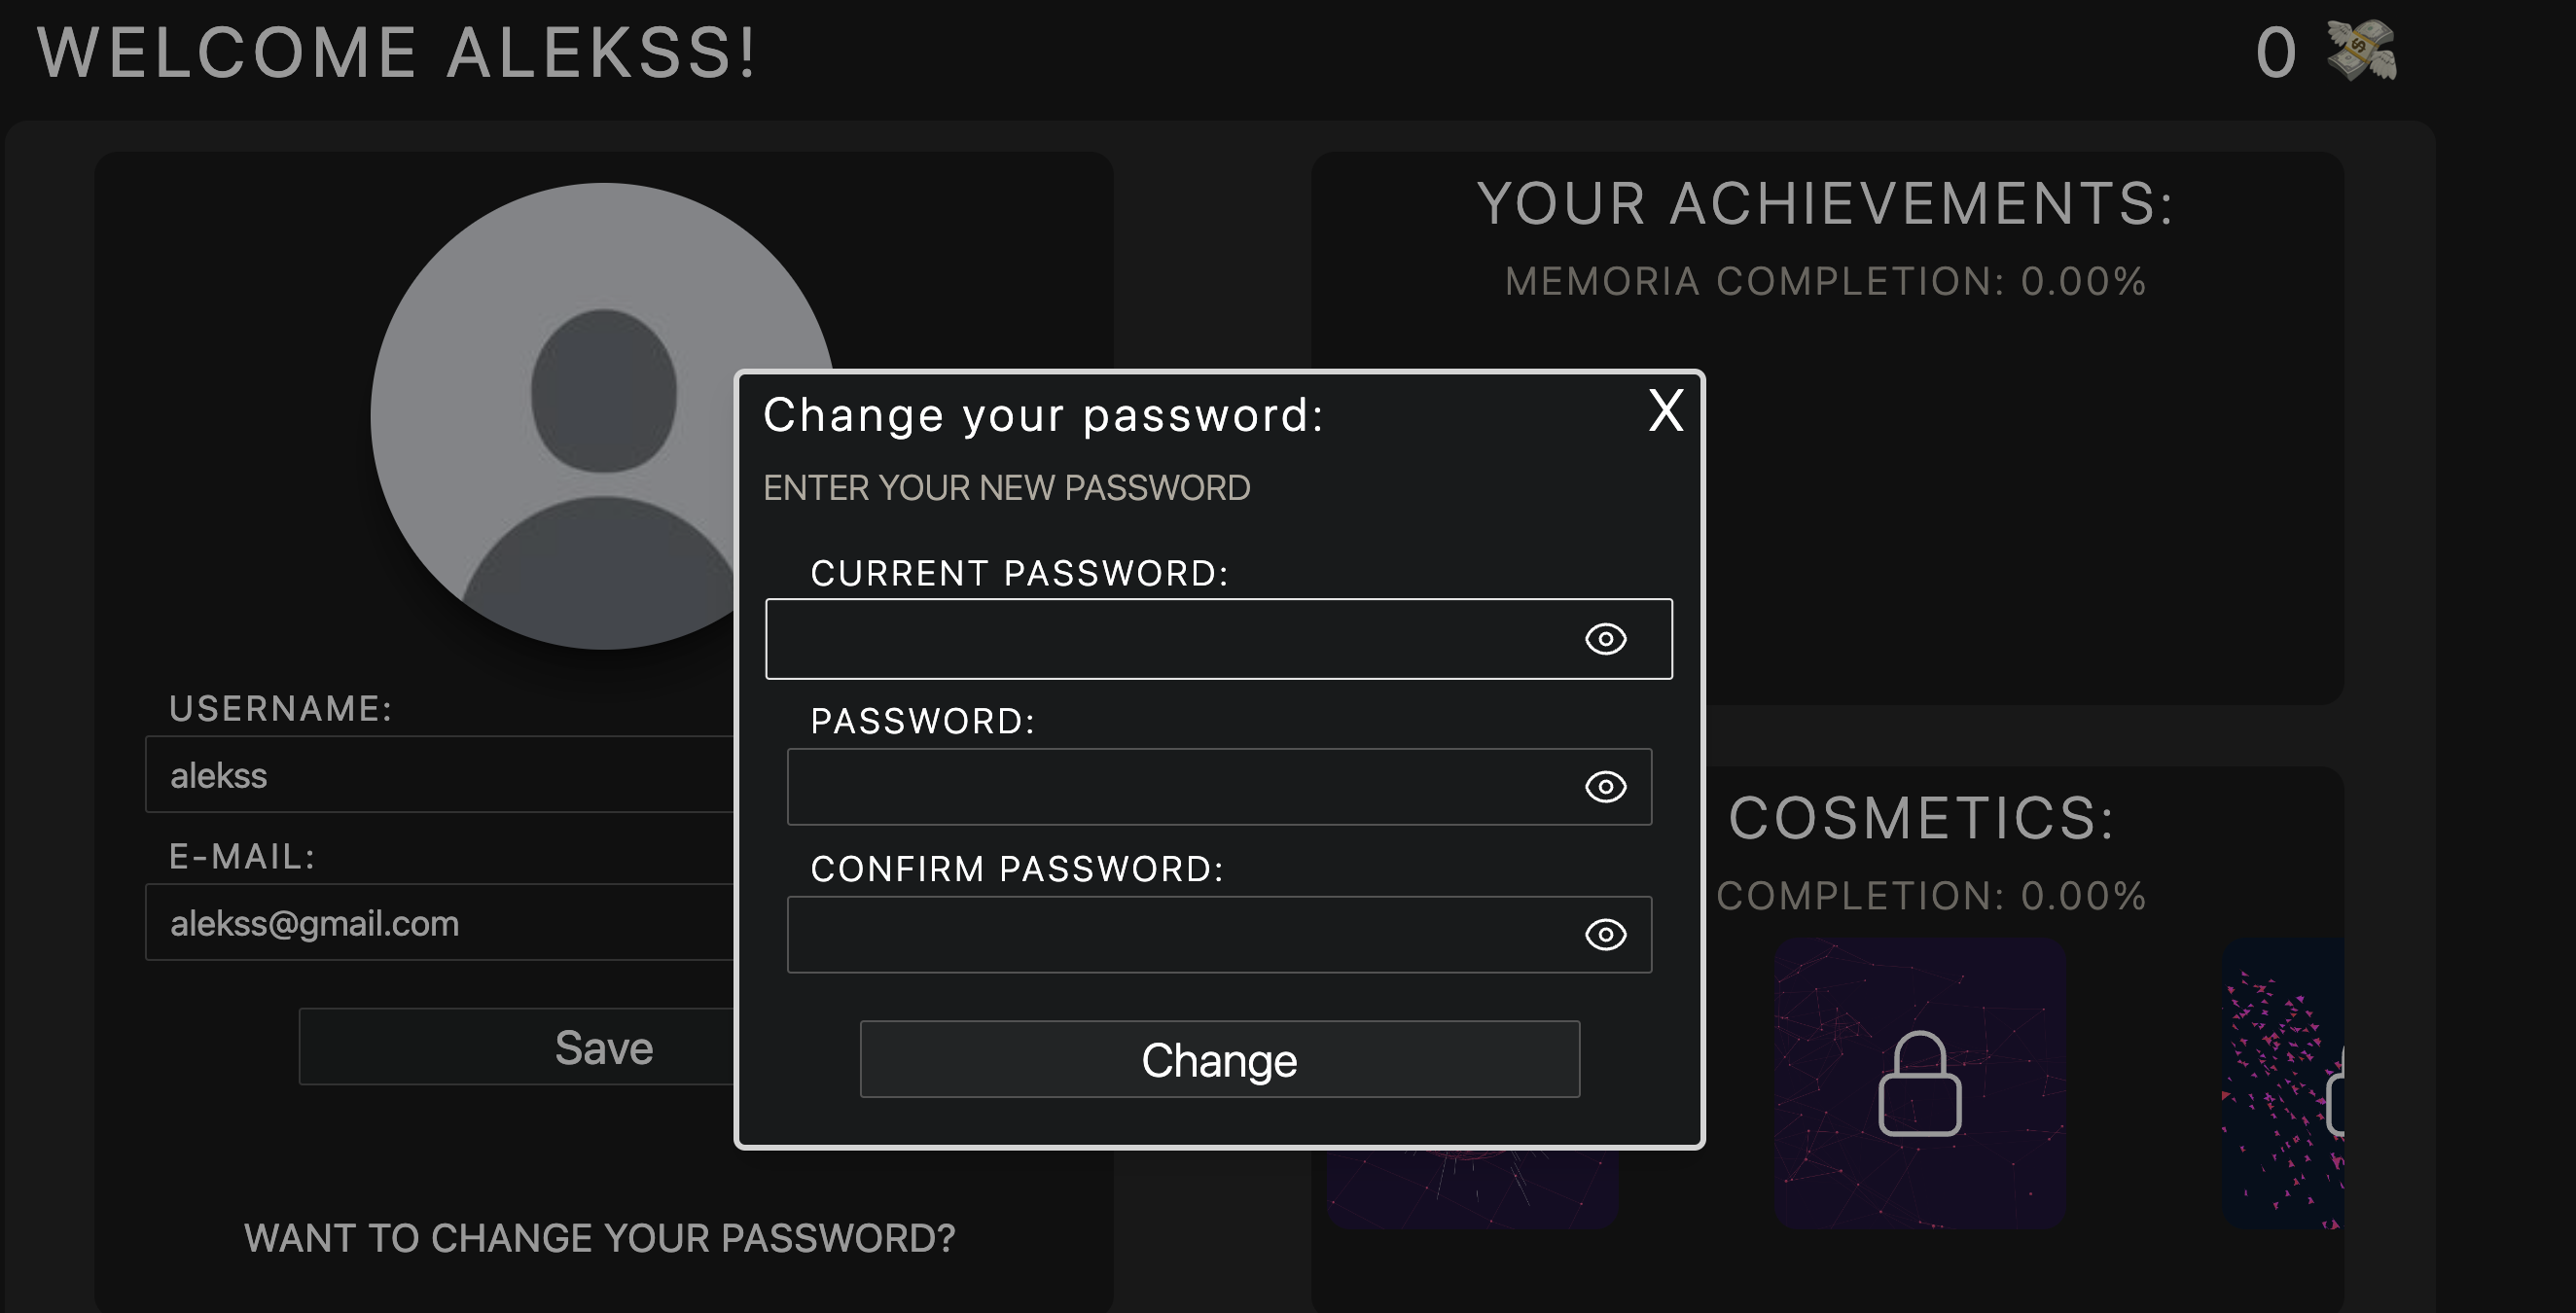 WELCOME ALEKSS!
0
YOUR ACHIEVEMENTS:
MEMORIA COMPLETION: 0.00%
Change your password:
X
ENTER YOUR NEW PASSWORD
CURRENT PASSWORD:
PASSWORD:
CONFIRM PASSWORD:
Change
USERNAME:
alekss
E-MAIL:
alekss@gmail.com
Save
WANT TO CHANGE YOUR PASSWORD?
COSMETICS:
COMPLETION: 0.00%